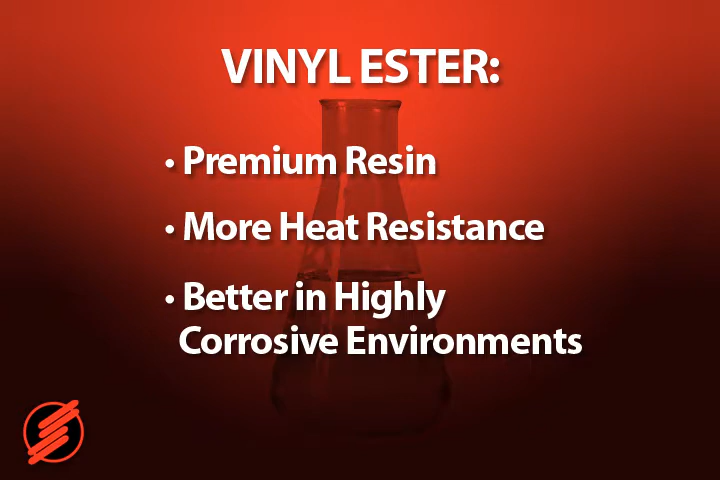 VINYL ESTER:
• Premium Resin
• More Heat Resistance
• Better in Highly
Corrosive Environments